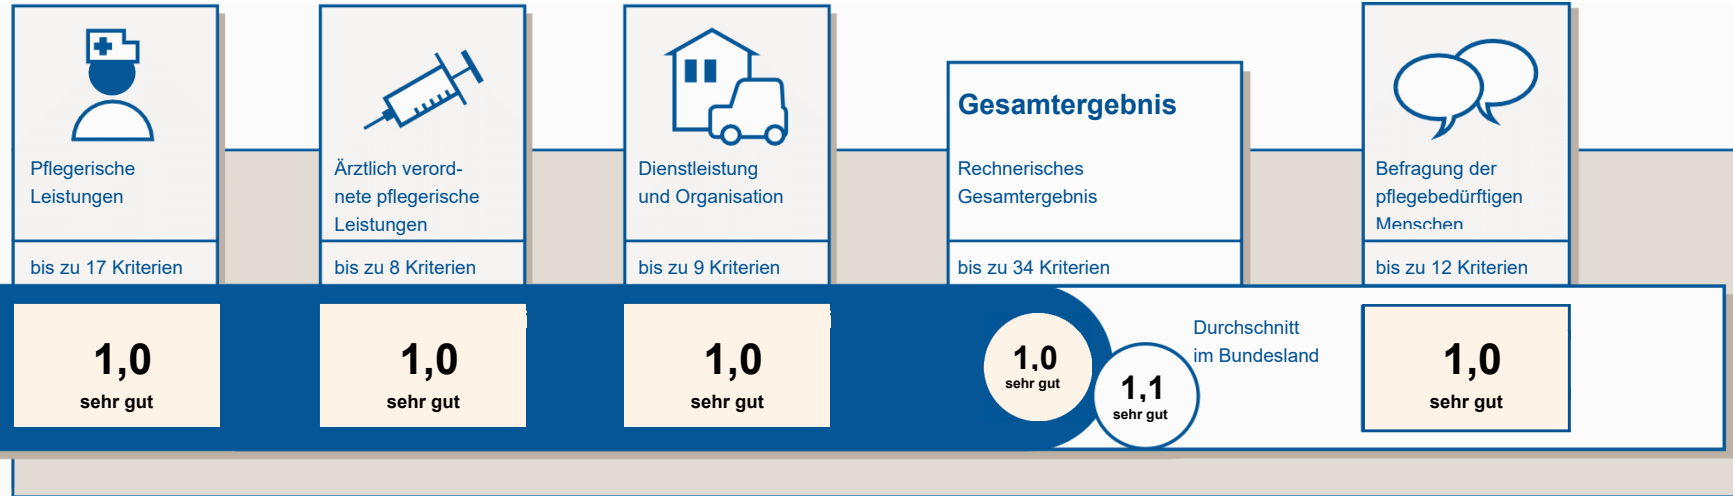 Pflegerische
Leistungen
bis zu 17 Kriterien
1,0
sehr gut
Ärztlich verord-
nete pflegerische
Leistungen
bis zu 8 Kriterien
1,0
sehr gut
Dienstleistung
und Organisation
bis zu 9 Kriterien
1,0
sehr gut
Gesamtergebnis
Rechnerisches
Gesamtergebnis
bis zu 34 Kriterien
1,0
sehr gut
1,1
sehr gut
Durchschnitt
im Bundesland
Befragung der
pflegebedürftigen
Menschen
bis zu 12 Kriterien
1,0
sehr gut